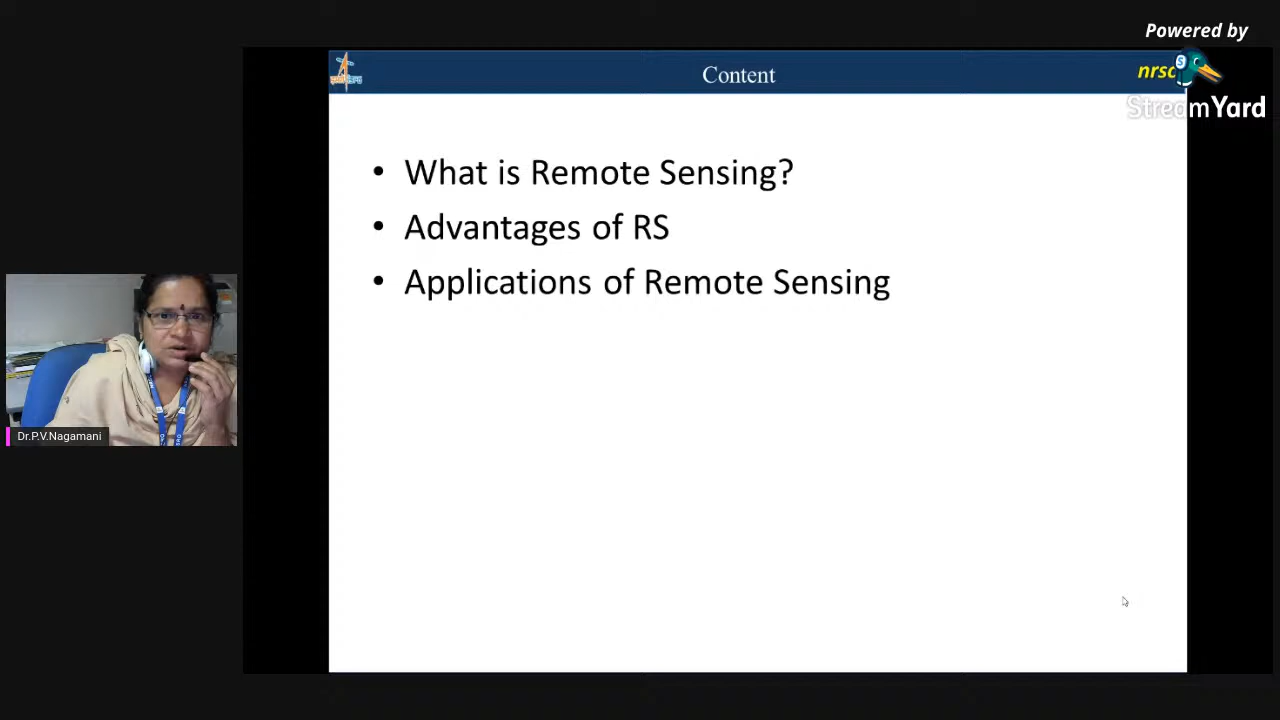 Powered by
Content
nrsc
StreamYard
• What is Remote Sensing?
• Advantages of RS
• Applications of Remote Sensing
Dr.P.V.Nagamani